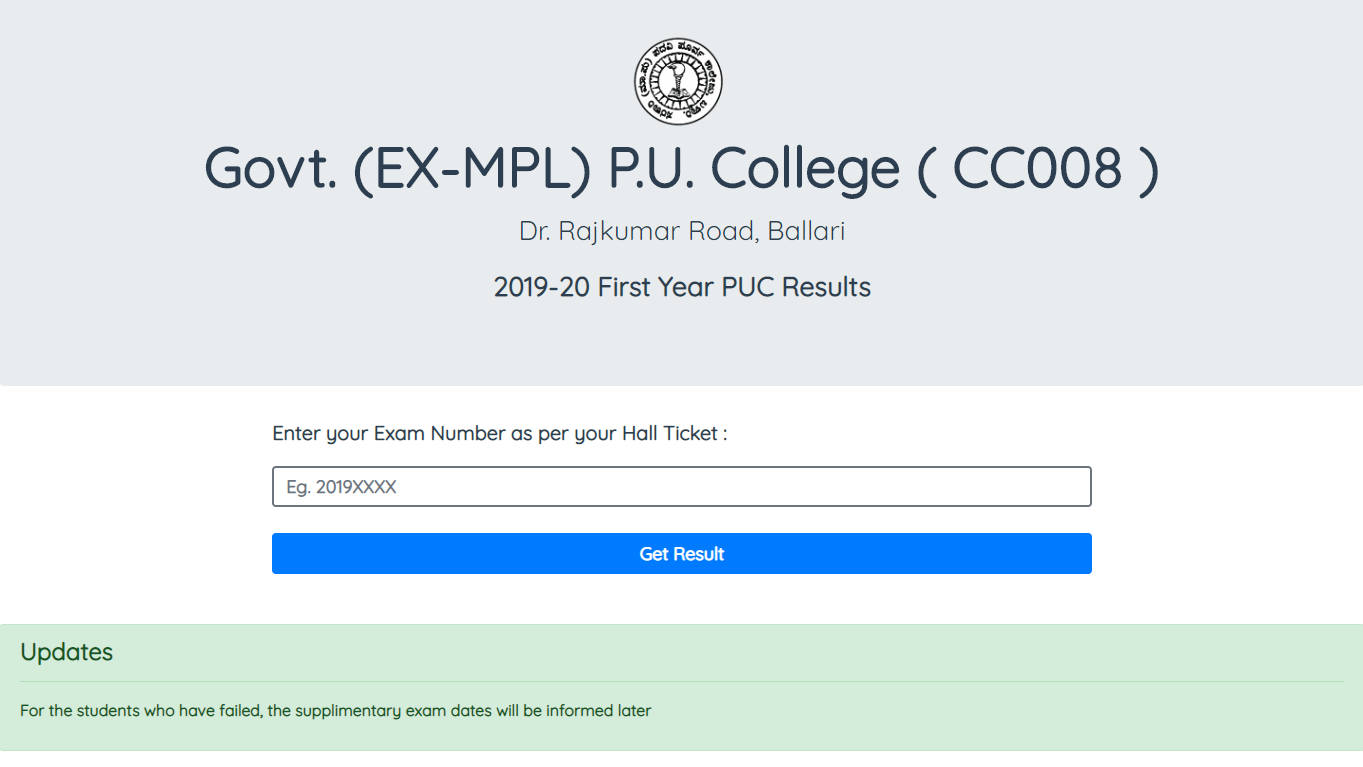 Govt. (EX-MPL) P.U. College ( CC008 )
Dr. Rajkumar Road, Ballari
2019-20 First Year PUC Results
Enter your Exam Number as per your Hall Ticket :
Eg. 2019XXXX
Get Result
Updates
For the students who have failed, the supplimentary exam dates will be informed later